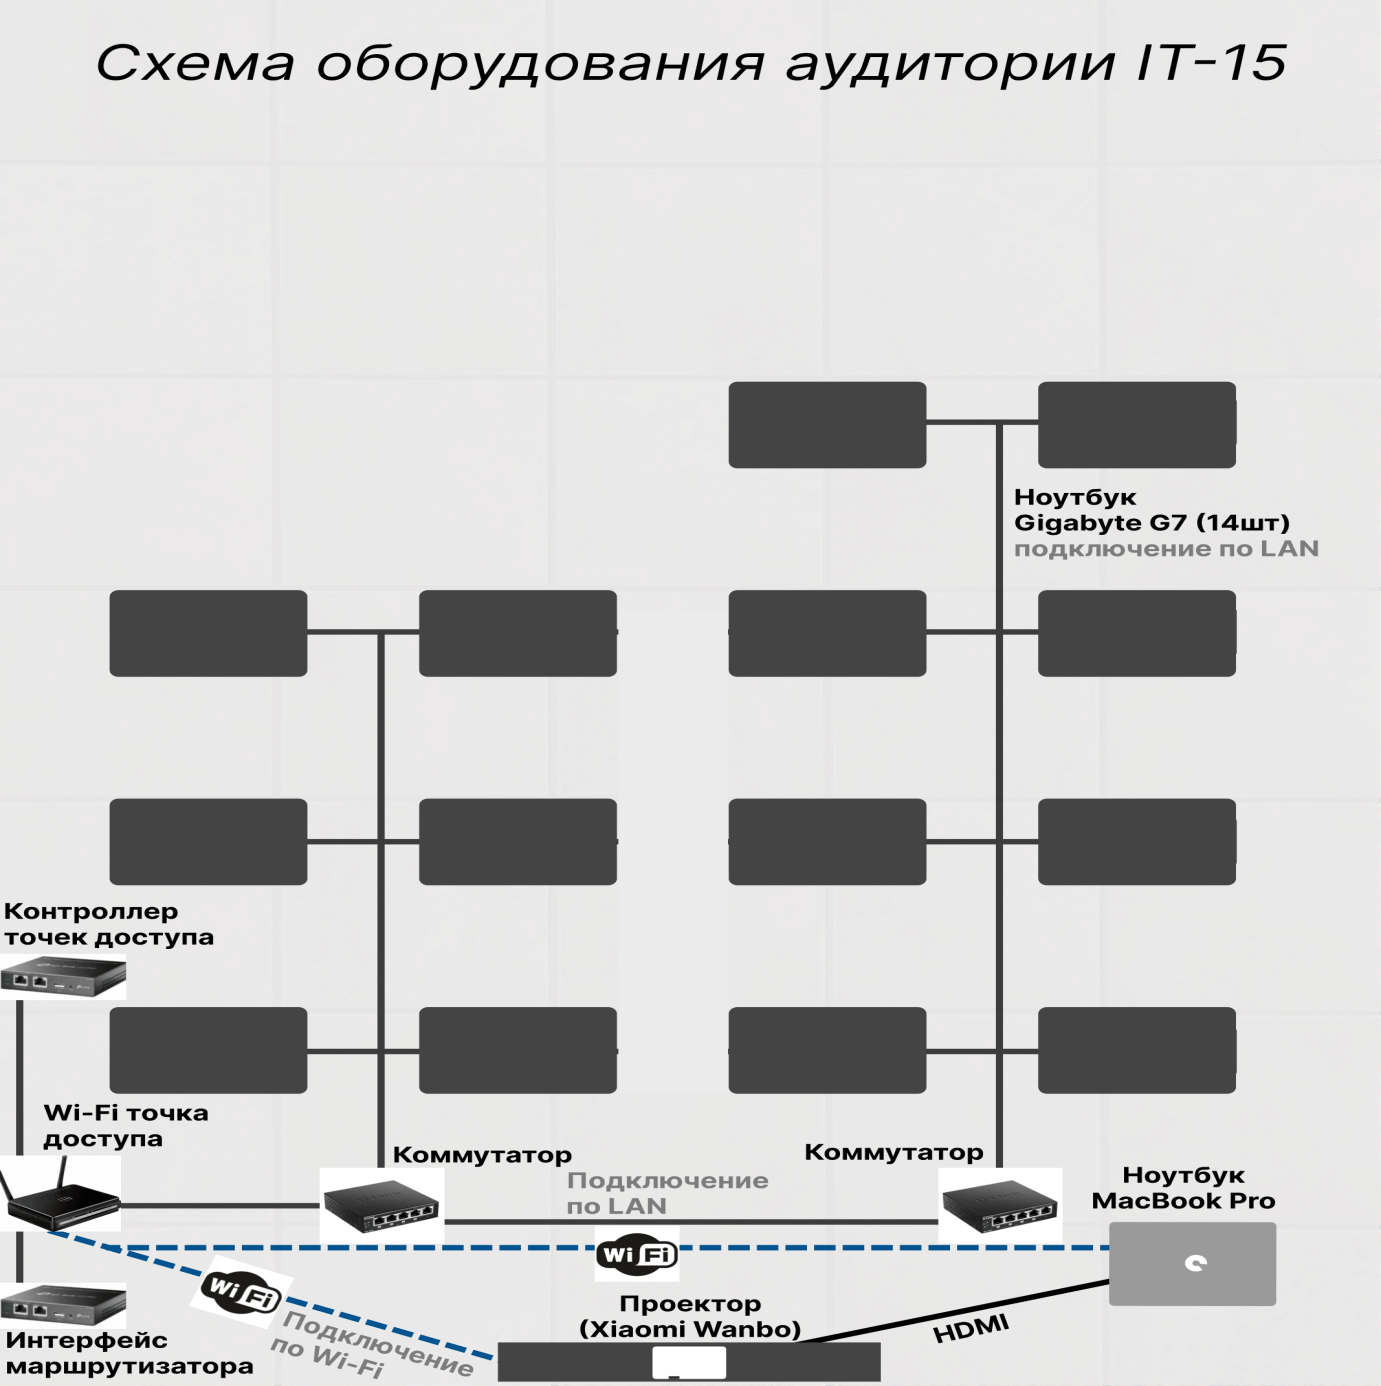 Схема оборудования аудитории IT-15
Ноутбук
Gigabyte G7 (14шт)
подключение по LAN
Контроллер
точек доступа
Wi-Fi точка
доступа
Коммутатор
Коммутатор
Подключение
по LAN
Ноутбук
MacBook Pro
Wi Fi
Wi Fi
Подключение
по Wi-Fi
Проектор
(Xiaomi Wanbo)
HDMI
Интерфейс
маршрутизатора